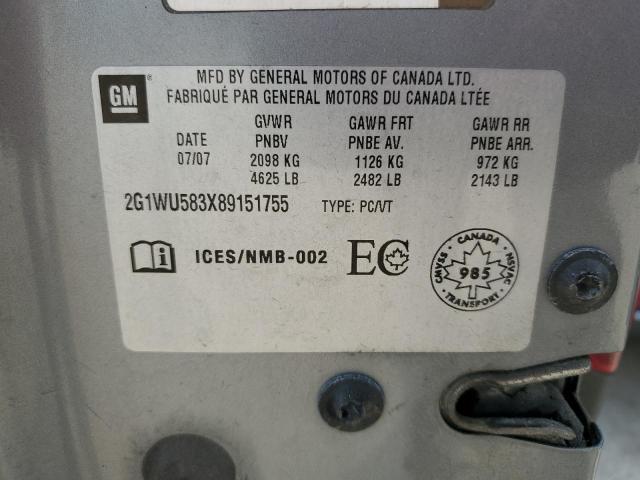 GM
MFD BY GENERAL MOTORS OF CANADA LTD.
FABRIQUÉ PAR GENERAL MOTORS DU CANADA LTÉE
GVWR GAWR FRT GAWR RR
DATE PNBV PNBE AV. PNBE ARR.
07/07 2098 KG 1126 KG 972 KG
4625 LB 2482 LB 2143 LB
2G1WU583X89151755 TYPE: PC/VT
ICES/NMB-002 EC
CANADA
CMVSS NSVAC
985
TRANSPORT